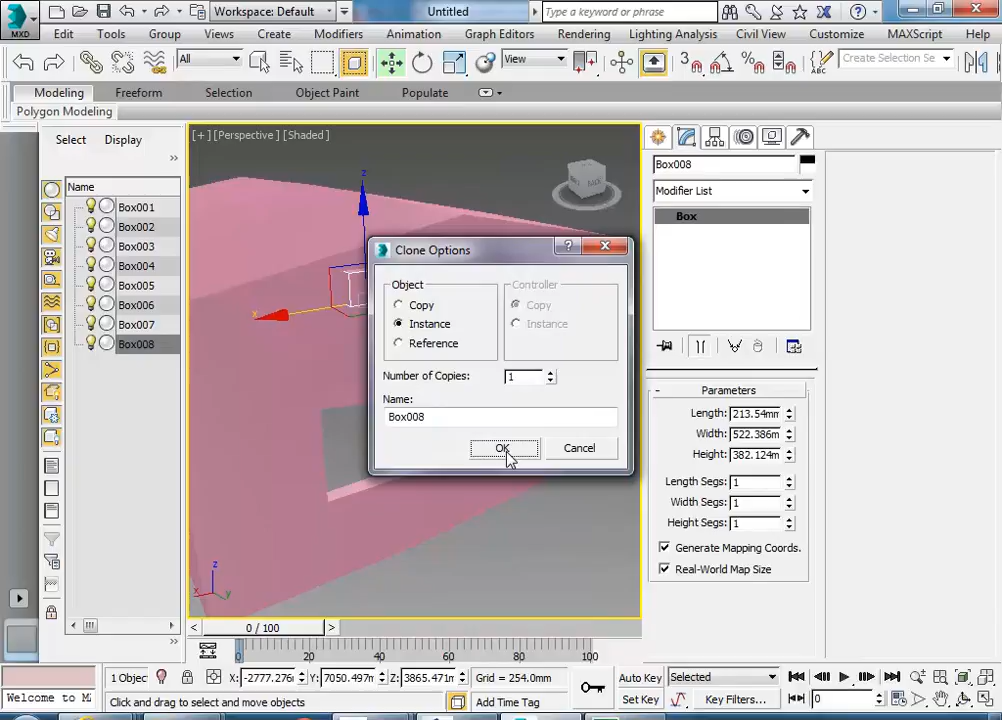 Workspace: Default
Untitled
Type a keyword or phrase
MXD
Edit Tools Group Views Create Modifiers Animation Graph Editors Rendering Lighting Analysis Civil View Customize MAXScript Help
All
View
3
ABC
Create Selection Se
Modeling Freeform Selection Object Paint Populate
Polygon Modeling
Select Display
[+] [Perspective] [Shaded]
Name
Box001
Box002
Box003
Box004
Box005
Box006
Box007
Box008
z
x
Clone Options
Object
Copy
Instance
Reference
Controller
Copy
Instance
Number of Copies: 1
Name:
Box008
OK Cancel
z
x
y
Box008
Modifier List
Box
- Parameters
Length: 213.54mm
Width: 522.386m
Height: 382.124m
Length Segs: 1
Width Segs: 1
Height Segs: 1
Generate Mapping Coords.
Real-World Map Size
< 0 / 100 >
0 20 40 60 80 100
1 Objec X: -2777.276 Y: 7050.497m Z: 3865.471m Grid = 254.0mm
Auto Key Selected
Welcome to M
Click and drag to select and move objects
Add Time Tag
Set Key Key Filters... 0